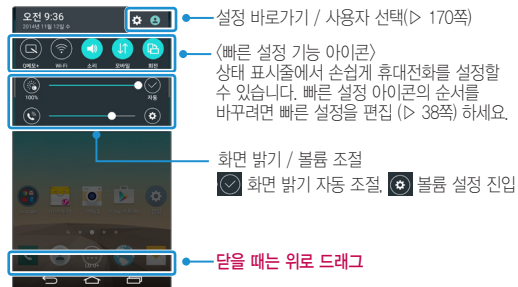 오전 9:36
2014년 11월 12일 수
Q메모+ Wi-Fi 소리 모바일 회전
100% 자동
설정 바로가기 / 사용자 선택(▷ 170쪽)
〈빠른 설정 기능 아이콘〉
상태 표시줄에서 손쉽게 휴대전화를 설정할
수 있습니다. 빠른 설정 아이콘의 순서를
바꾸려면 빠른 설정을 편집 (▷ 38쪽) 하세요.
화면 밝기 / 볼륨 조절
화면 밝기 자동 조절, 볼륨 설정 진입
닫을 때는 위로 드래그